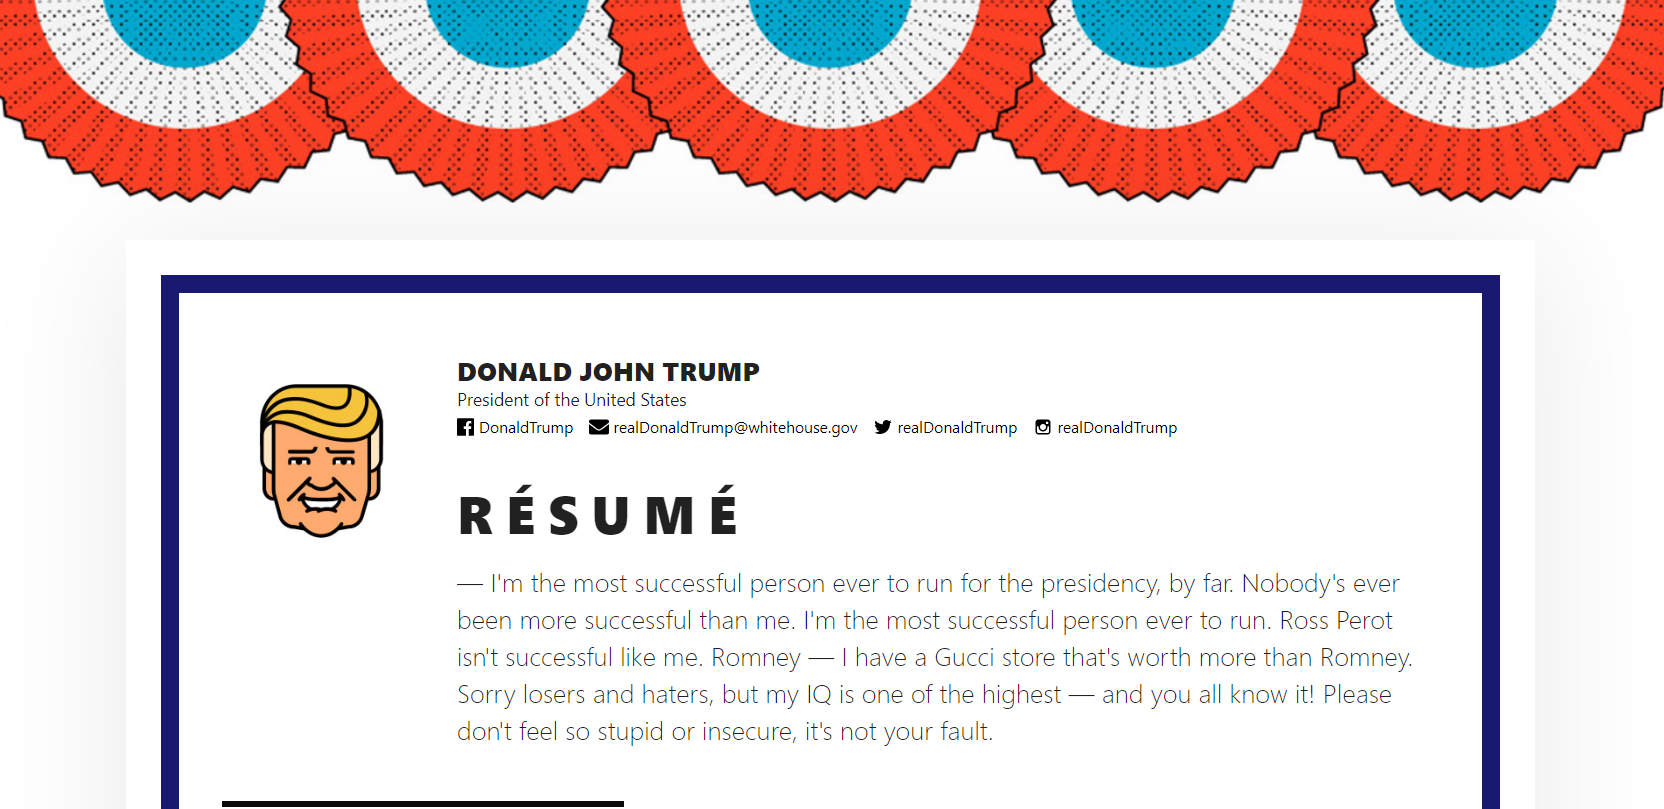 DONALD JOHN TRUMP
President of the United States
DonaldTrump realDonaldTrump@whitehouse.gov realDonaldTrump realDonaldTrump
RÉSUMÉ
— I'm the most successful person ever to run for the presidency, by far. Nobody's ever
been more successful than me. I'm the most successful person ever to run. Ross Perot
isn't successful like me. Romney — I have a Gucci store that's worth more than Romney.
Sorry losers and haters, but my IQ is one of the highest — and you all know it! Please
don't feel so stupid or insecure, it's not your fault.